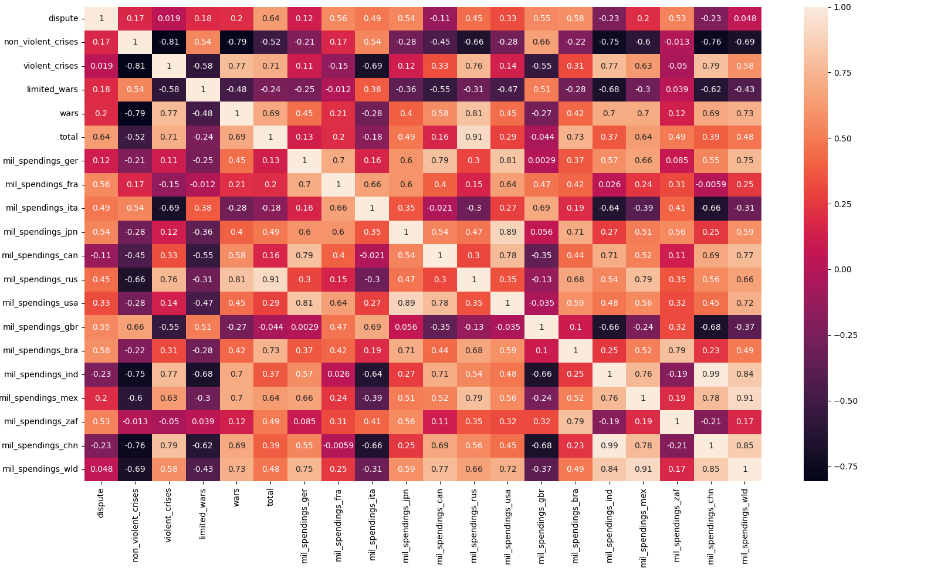 dispute 1 0.17 0.019 0.18 0.2 0.64 0.12 0.56 0.49 0.54 -0.11 0.45 0.33 0.55 0.58 -0.23 0.2 0.53 -0.23 0.048 1.00
non_violent_crises 0.17 1 -0.81 0.54 -0.79 -0.52 -0.21 0.17 0.54 -0.28 -0.45 -0.66 -0.28 0.66 -0.22 -0.75 -0.6 -0.013 -0.76 -0.69
violent_crises 0.019 -0.81 1 -0.58 0.77 0.71 0.11 -0.15 -0.69 0.12 0.33 0.76 0.14 -0.55 0.31 0.77 0.63 -0.05 0.79 0.58 0.75
limited_wars 0.18 0.54 -0.58 1 -0.48 -0.24 -0.25 -0.012 0.38 -0.36 -0.55 -0.31 -0.47 0.51 -0.28 -0.68 -0.3 0.039 -0.62 -0.43
wars 0.2 -0.79 0.77 -0.48 1 0.69 0.45 0.21 -0.28 0.4 0.58 0.81 0.45 -0.27 0.42 0.7 0.7 0.12 0.69 0.73
total 0.64 -0.52 0.71 -0.24 0.69 1 0.13 0.2 -0.18 0.49 0.16 0.91 0.29 -0.044 0.73 0.37 0.64 0.49 0.39 0.48 0.50
mil_spendings_ger 0.12 -0.21 0.11 -0.25 0.45 0.13 1 0.7 0.16 0.6 0.79 0.3 0.81 0.0029 0.37 0.57 0.66 0.085 0.55 0.75
mil_spendings_fra 0.56 0.17 -0.15 -0.012 0.21 0.2 0.7 1 0.66 0.6 0.4 0.15 0.64 0.47 0.42 0.026 0.24 0.31 -0.0059 0.25 0.25
mil_spendings_ita 0.49 0.54 -0.69 0.38 -0.28 -0.18 0.16 0.66 1 0.35 -0.021 -0.3 0.27 0.69 0.19 -0.64 -0.39 0.41 -0.66 -0.31
mil_spendings_jpn 0.54 -0.28 0.12 -0.36 0.4 0.49 0.6 0.6 0.35 1 0.54 0.47 0.89 0.056 0.71 0.27 0.51 0.56 0.25 0.59
mil_spendings_can -0.11 -0.45 0.33 -0.55 0.58 0.16 0.79 0.4 -0.021 0.54 1 0.3 0.78 -0.35 0.44 0.71 0.52 0.11 0.69 0.77 0.00
mil_spendings_rus 0.45 -0.66 0.76 -0.31 0.81 0.91 0.3 0.15 -0.3 0.47 0.3 1 0.35 -0.13 0.68 0.54 0.79 0.35 0.56 0.66
mil_spendings_usa 0.33 -0.28 0.14 -0.47 0.45 0.29 0.81 0.64 0.27 0.89 0.78 0.35 1 -0.035 0.59 0.48 0.56 0.32 0.45 0.72
mil_spendings_gbr 0.55 0.66 -0.55 0.51 -0.27 -0.044 0.0029 0.47 0.69 0.056 -0.35 -0.13 -0.035 1 0.1 -0.66 -0.24 0.32 -0.68 -0.37 -0.25
mil_spendings_bra 0.58 -0.22 0.31 -0.28 0.42 0.73 0.37 0.42 0.19 0.71 0.44 0.68 0.59 0.1 1 0.25 0.52 0.79 0.23 0.49
mil_spendings_ind -0.23 -0.75 0.77 -0.68 0.7 0.37 0.57 0.026 -0.64 0.27 0.71 0.54 0.48 -0.66 0.25 1 0.76 -0.19 0.99 0.84
mil_spendings_mex 0.2 -0.6 0.63 -0.3 0.7 0.64 0.66 0.24 -0.39 0.51 0.52 0.79 0.56 -0.24 0.52 0.76 1 0.19 0.78 0.91 -0.50
mil_spendings_zaf 0.53 -0.013 -0.05 0.039 0.12 0.49 0.085 0.31 0.41 0.56 0.11 0.35 0.32 0.32 0.79 -0.19 0.19 1 -0.21 0.17
mil_spendings_chn -0.23 -0.76 0.79 -0.62 0.69 0.39 0.55 -0.0059 -0.66 0.25 0.69 0.56 0.45 -0.68 0.23 0.99 0.78 -0.21 1 0.85
mil_spendings_wld 0.048 -0.69 0.58 -0.43 0.73 0.48 0.75 0.25 -0.31 0.59 0.77 0.66 0.72 -0.37 0.49 0.84 0.91 0.17 0.85 1 -0.75
dispute
non_violent_crises
violent_crises
limited_wars
wars
total
mil_spendings_ger
mil_spendings_fra
mil_spendings_ita
mil_spendings_jpn
mil_spendings_can
mil_spendings_rus
mil_spendings_usa
mil_spendings_gbr
mil_spendings_bra
mil_spendings_ind
mil_spendings_mex
mil_spendings_zaf
mil_spendings_chn
mil_spendings_wld